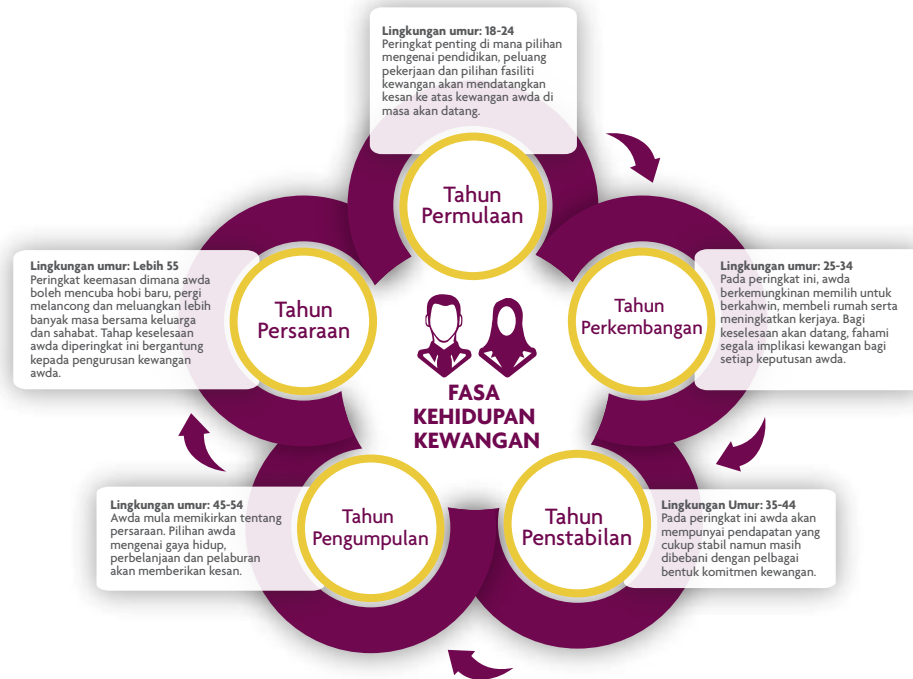 Lingkungan umur: 18-24
Peringkat penting di mana pilihan
mengenai pendidikan, peluang
pekerjaan dan pilihan fasiliti
kewangan akan mendatangkan
kesan ke atas kewangan awda di
masa akan datang.
Tahun
Permulaan
Lingkungan umur: 25-34
Pada peringkat ini, awda
berkemungkinan memilih untuk
berkahwin, membeli rumah serta
meningkatkan kerjaya. Bagi
keselesaan akan datang, fahami
segala implikasi kewangan bagi
setiap keputusan awda.
Tahun
Perkembangan
Lingkungan Umur: 35-44
Pada peringkat ini awda akan
mempunyai pendapatan yang
cukup stabil namun masih
dibebani dengan pelbagai
bentuk komitmen kewangan.
Tahun
Penstabilan
Lingkungan umur: 45-54
Awda mula memikirkan tentang
persaraan. Pilihan awda
mengenai gaya hidup,
perbelanjaan dan pelaburan
akan memberikan kesan.
Tahun
Pengumpulan
Lingkungan umur: Lebih 55
Peringkat keemasan dimana awda
boleh mencuba hobi baru, pergi
melancong dan meluangkan lebih
banyak masa bersama keluarga
dan sahabat. Tahap keselesaan
awda diperingkat ini bergantung
kepada pengurusan kewangan
awda.
Tahun
Persaraan
FASA
KEHIDUPAN
KEWANGAN